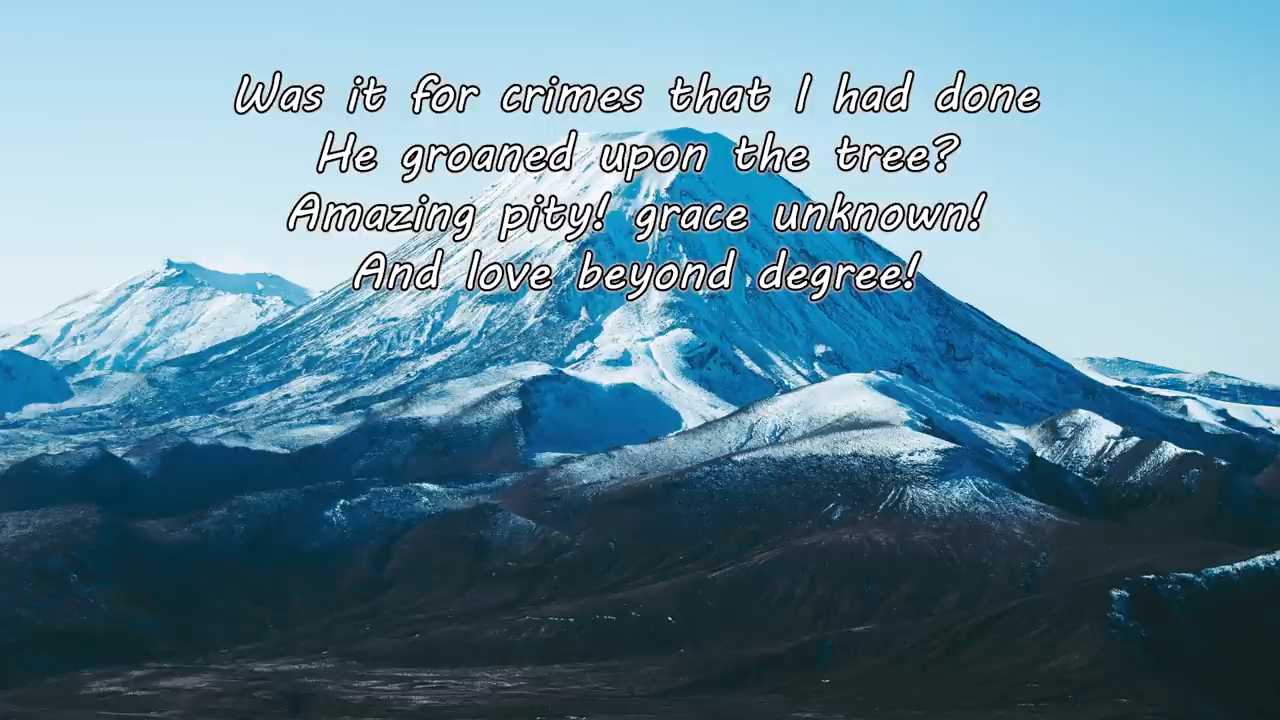 Was it for crimes that I had done
He groaned upon the tree?
Amazing pity! grace unknown!
And love beyond degree!